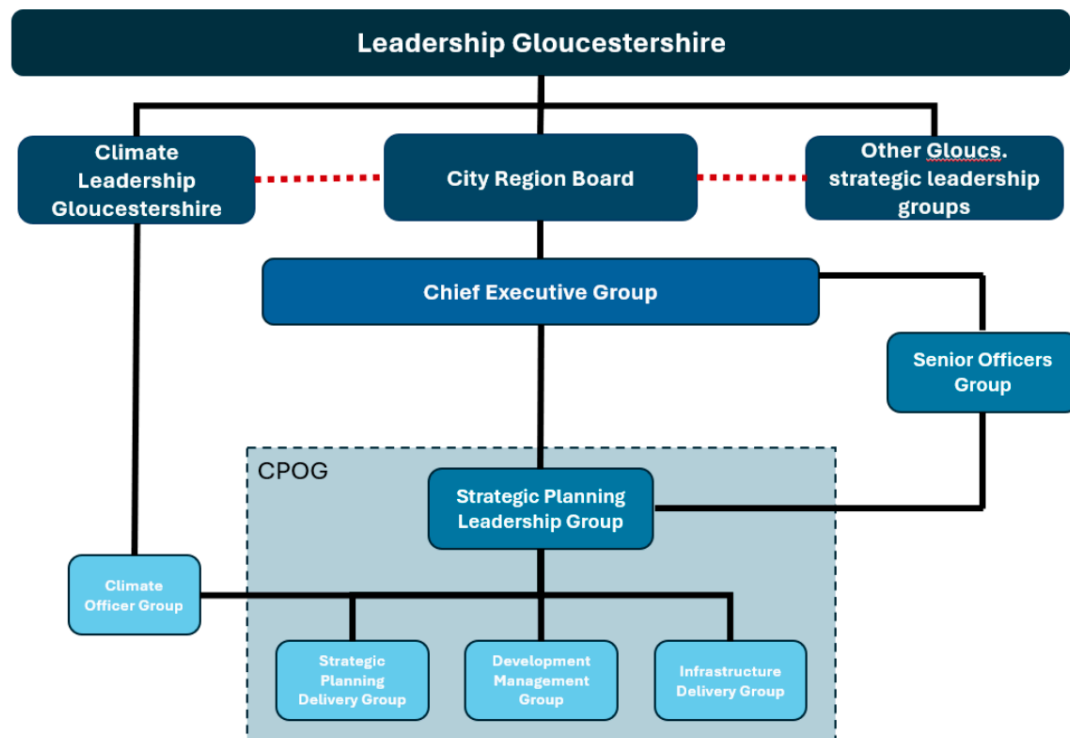 Leadership Gloucestershire
Climate
Leadership
Gloucestershire
City Region Board
Other Gloucs.
strategic leadership
groups
Chief Executive Group
Senior Officers
Group
CPOG
Strategic Planning
Leadership Group
Climate
Officer Group
Strategic
Planning
Delivery Group
Development
Management
Group
Infrastructure
Delivery Group